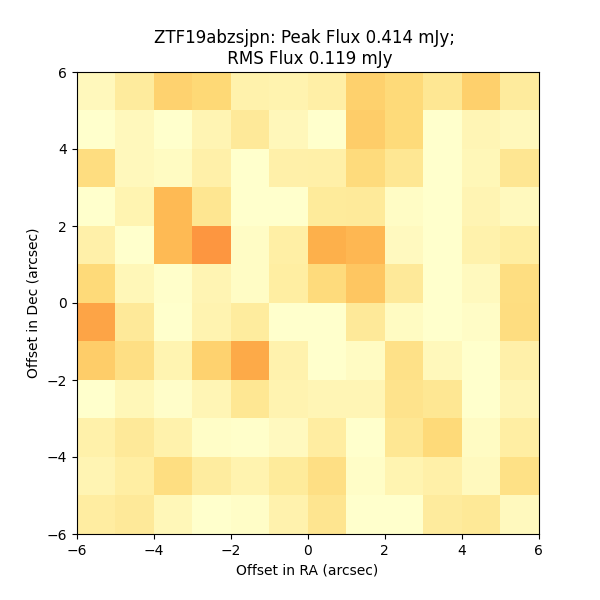 ZTF19abzsjpn: Peak Flux 0.414 mJy;
RMS Flux 0.119 mJy
6
4
2
0
−2
−4
−6
Offset in Dec (arcsec)
−6 −4 −2 0 2 4 6
Offset in RA (arcsec)